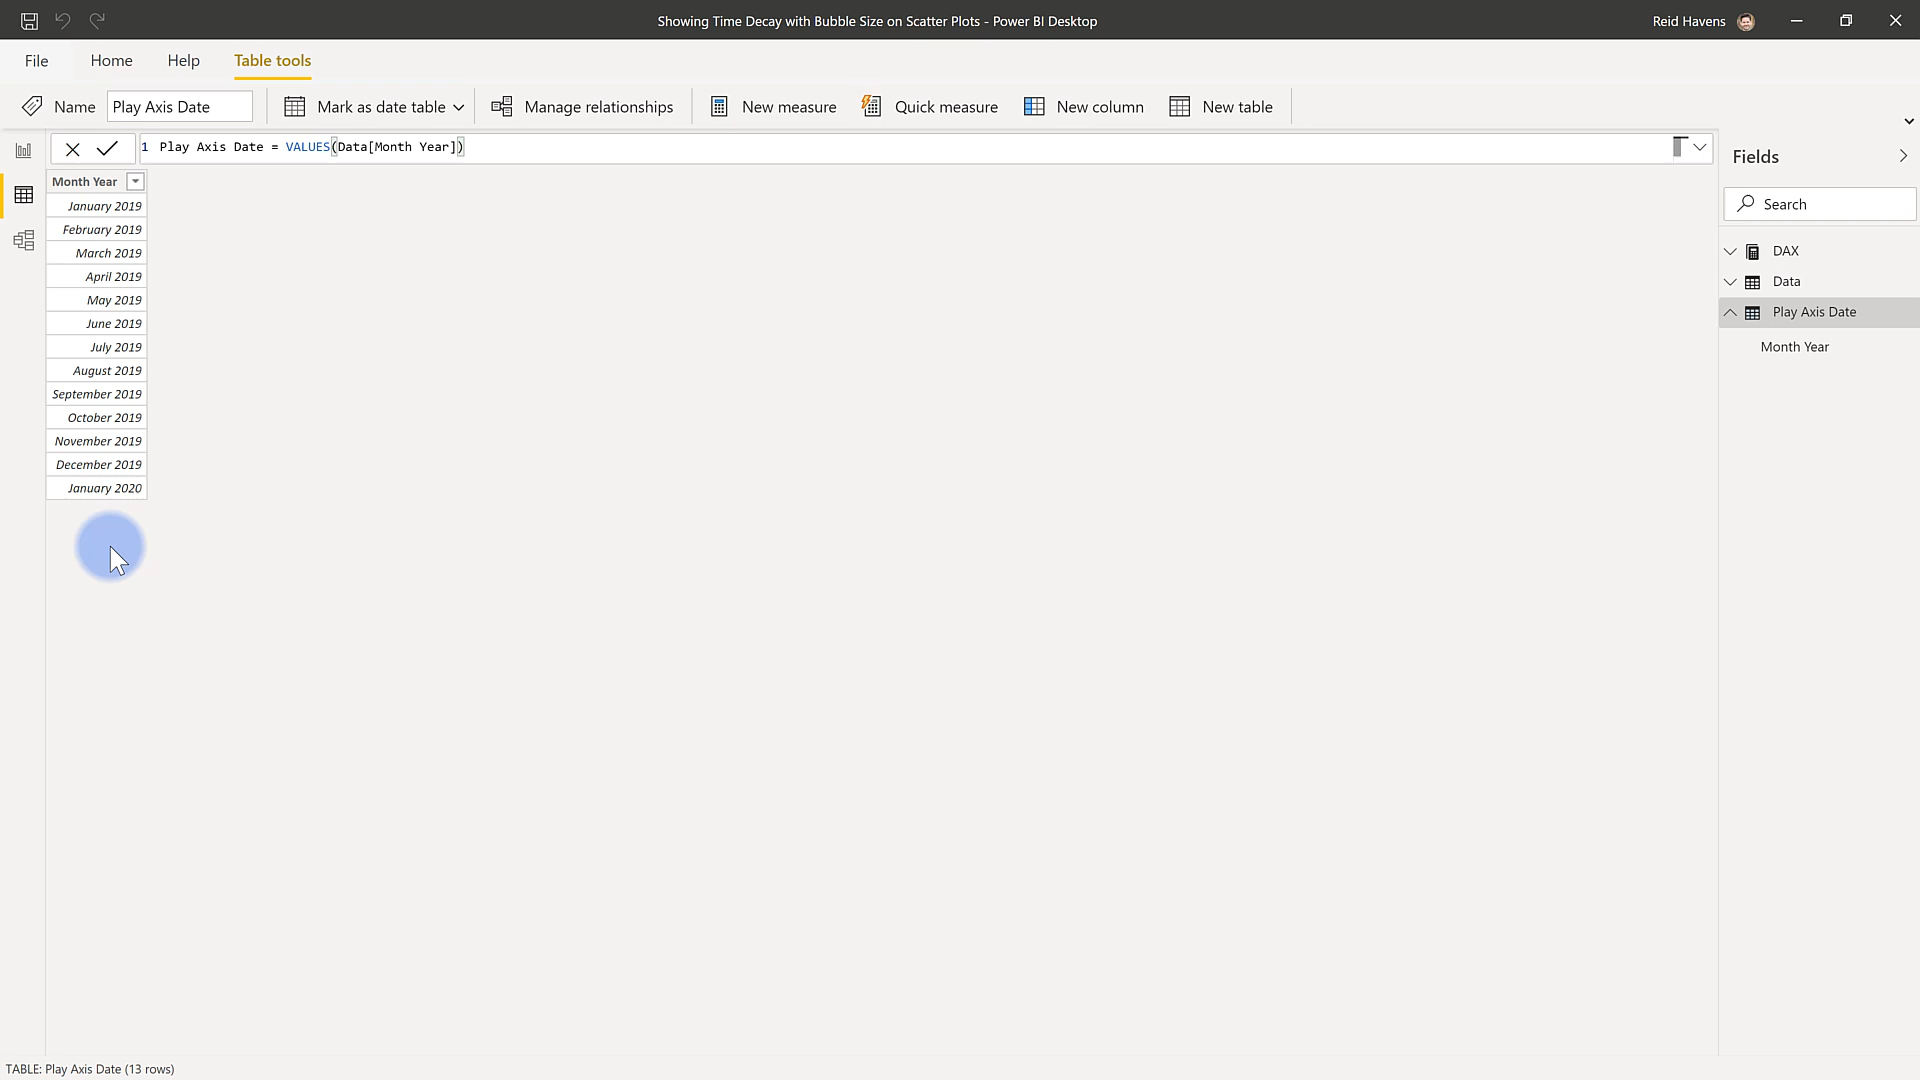 Showing Time Decay with Bubble Size on Scatter Plots - Power BI Desktop
Reid Havens
File
Home
Help
Table tools
Name
Play Axis Date
Mark as date table
Manage relationships
New measure
Quick measure
New column
New table
1 Play Axis Date = VALUES(Data[Month Year])
Month Year
January 2019
February 2019
March 2019
April 2019
May 2019
June 2019
July 2019
August 2019
September 2019
October 2019
November 2019
December 2019
January 2020
Fields
Search
DAX
Data
Play Axis Date
Month Year
TABLE: Play Axis Date (13 rows)